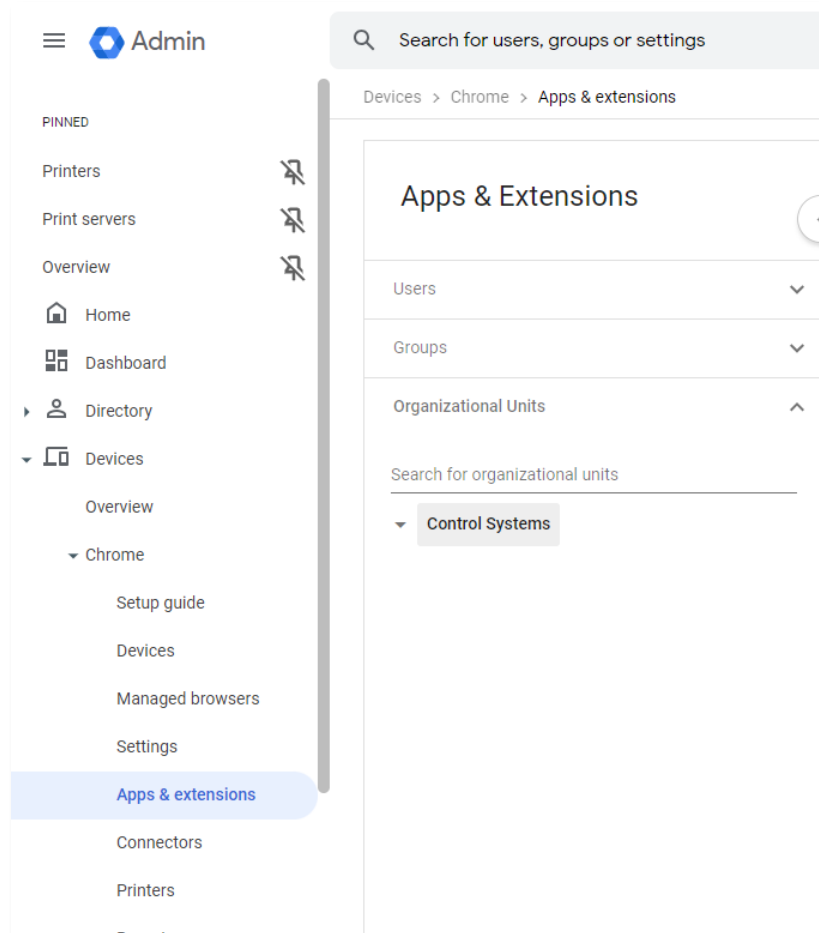 Admin
Search for users, groups or settings
Devices > Chrome > Apps & extensions
PINNED
Printers
Print servers
Overview
Home
Dashboard
Directory
Devices
Overview
Chrome
Setup guide
Devices
Managed browsers
Settings
Apps & extensions
Connectors
Printers
Apps & Extensions
Users
Groups
Organizational Units
Search for organizational units
Control Systems